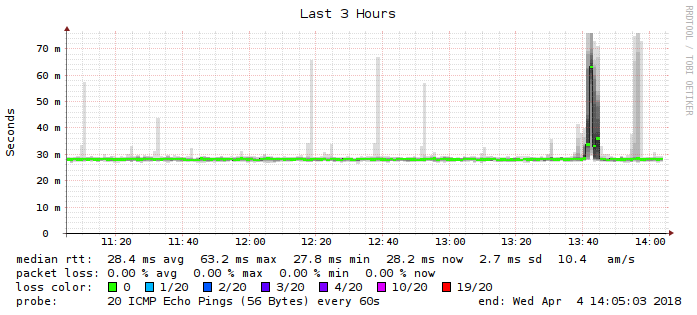 Last 3 Hours
RRDTOOL / TOBI OETIKER
Seconds
70 m
60 m
50 m
40 m
30 m
20 m
10 m
0
11:20 11:40 12:00 12:20 12:40 13:00 13:20 13:40 14:00
median rtt: 28.4 ms avg 63.2 ms max 27.8 ms min 28.2 ms now 2.7 ms sd 10.4 am/s
packet loss: 0.00 % avg 0.00 % max 0.00 % min 0.00 % now
loss color: 0 1/20 2/20 3/20 4/20 10/20 19/20
probe: 20 ICMP Echo Pings (56 Bytes) every 60s end: Wed Apr 4 14:05:03 2018